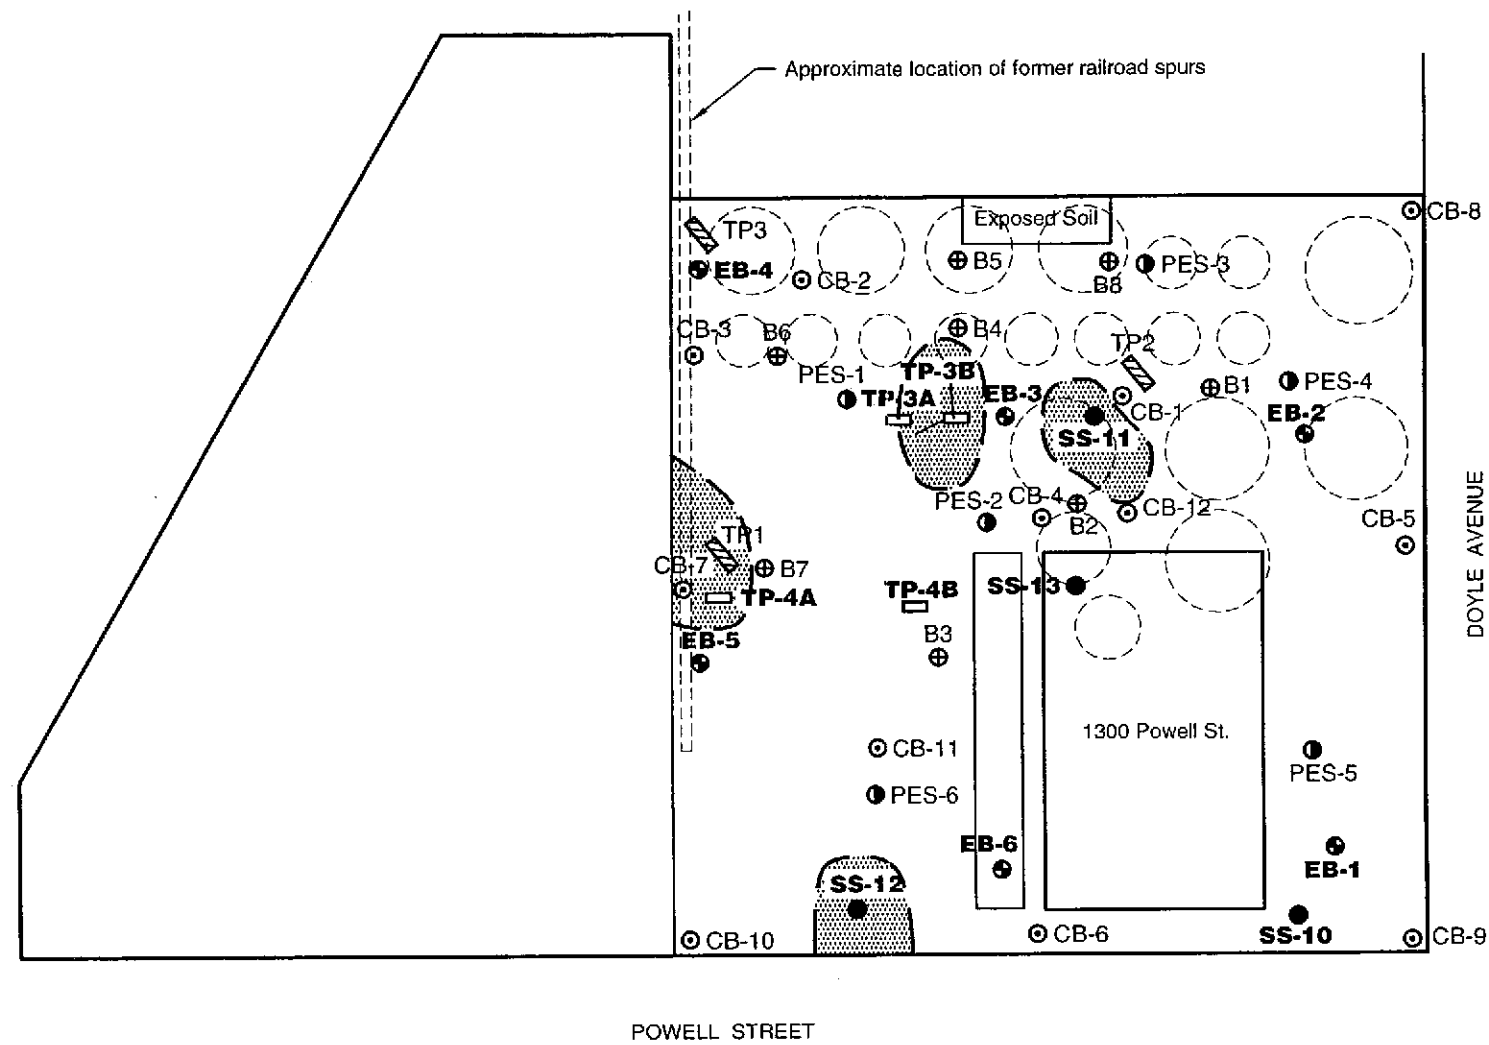 Approximate location of former railroad spurs
CB-8
Exposed Soil
TP3
EB-4
CB-2
B5
B8
PES-3
CB-3
B6
B4
TP2
PES-1
TP-3B
TP-3A
EB-3
CB-1
B1
PES-4
EB-2
SS-11
PES-2
CB-4
B2
CB-12
CB-5
TP1
CB-7
B7
TP-4A
TP-4B
SS-13
B3
EB-5
DOYLE AVENUE
1300 Powell St.
CB-11
PES-5
PES-6
EB-6
EB-1
SS-12
SS-10
CB-10
CB-6
CB-9
POWELL STREET